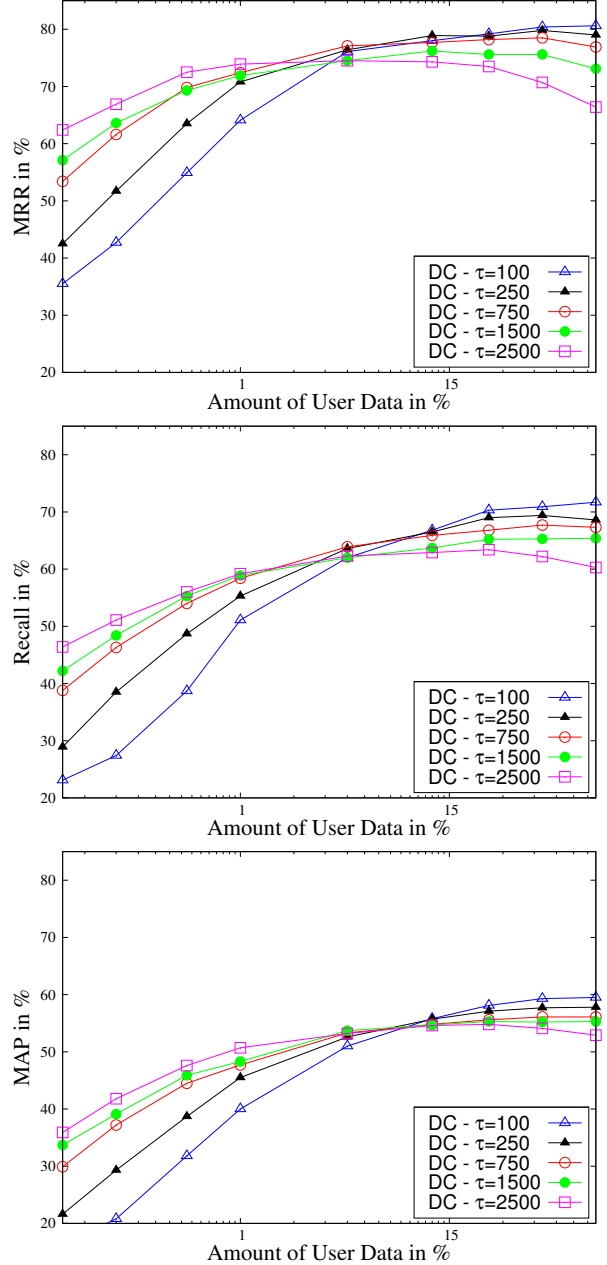 80
70
60
50
40
30
20
MRR in %
DC - τ=100
DC - τ=250
DC - τ=750
DC - τ=1500
DC - τ=2500
1 15
Amount of User Data in %
80
70
60
50
40
30
20
Recall in %
DC - τ=100
DC - τ=250
DC - τ=750
DC - τ=1500
DC - τ=2500
1 15
Amount of User Data in %
80
70
60
50
40
30
20
MAP in %
DC - τ=100
DC - τ=250
DC - τ=750
DC - τ=1500
DC - τ=2500
1 15
Amount of User Data in %